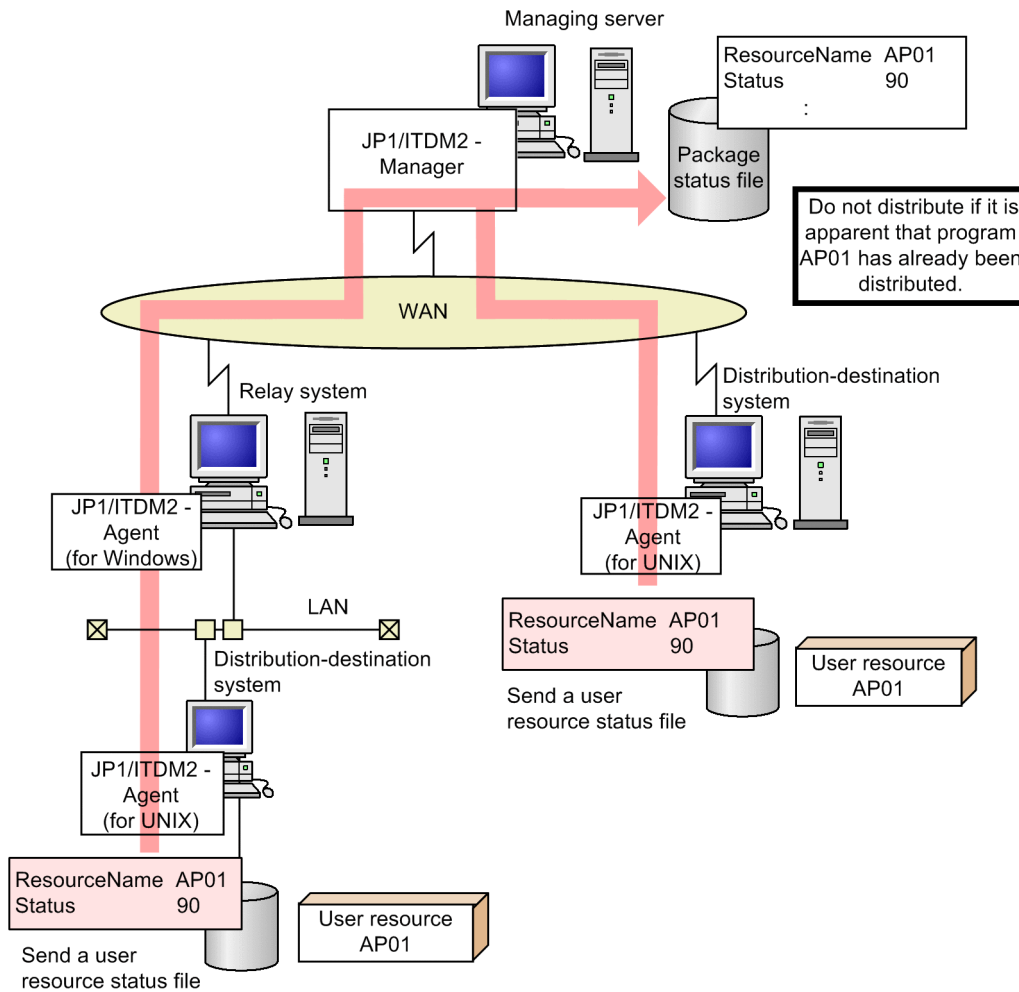 Managing server
ResourceName AP01
Status 90
:
JP1/ITDM2 -
Manager
Package
status file
Do not distribute if it is
apparent that program
AP01 has already been
distributed.
WAN
Relay system
Distribution-destination
system
JP1/ITDM2 -
Agent
(for Windows)
JP1/ITDM2 -
Agent
(for UNIX)
LAN
ResourceName AP01
Status 90
User resource
AP01
Send a user
resource status file
Distribution-destination
system
JP1/ITDM2 -
Agent
(for UNIX)
ResourceName AP01
Status 90
User resource
AP01
Send a user
resource status file